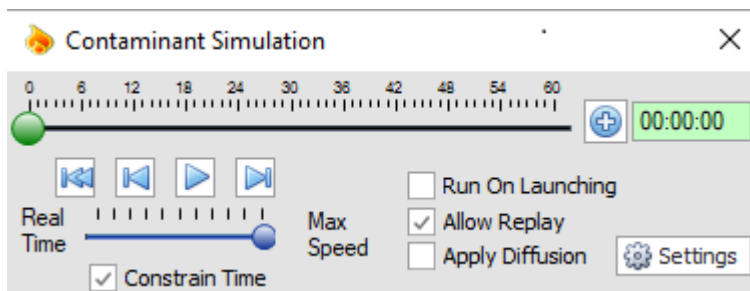 Contaminant Simulation
0 6 12 18 24 30 36 42 48 54 60
00:00:00
Run On Launching
Real Time
Max Speed
Allow Replay
Apply Diffusion
Settings
Constrain Time